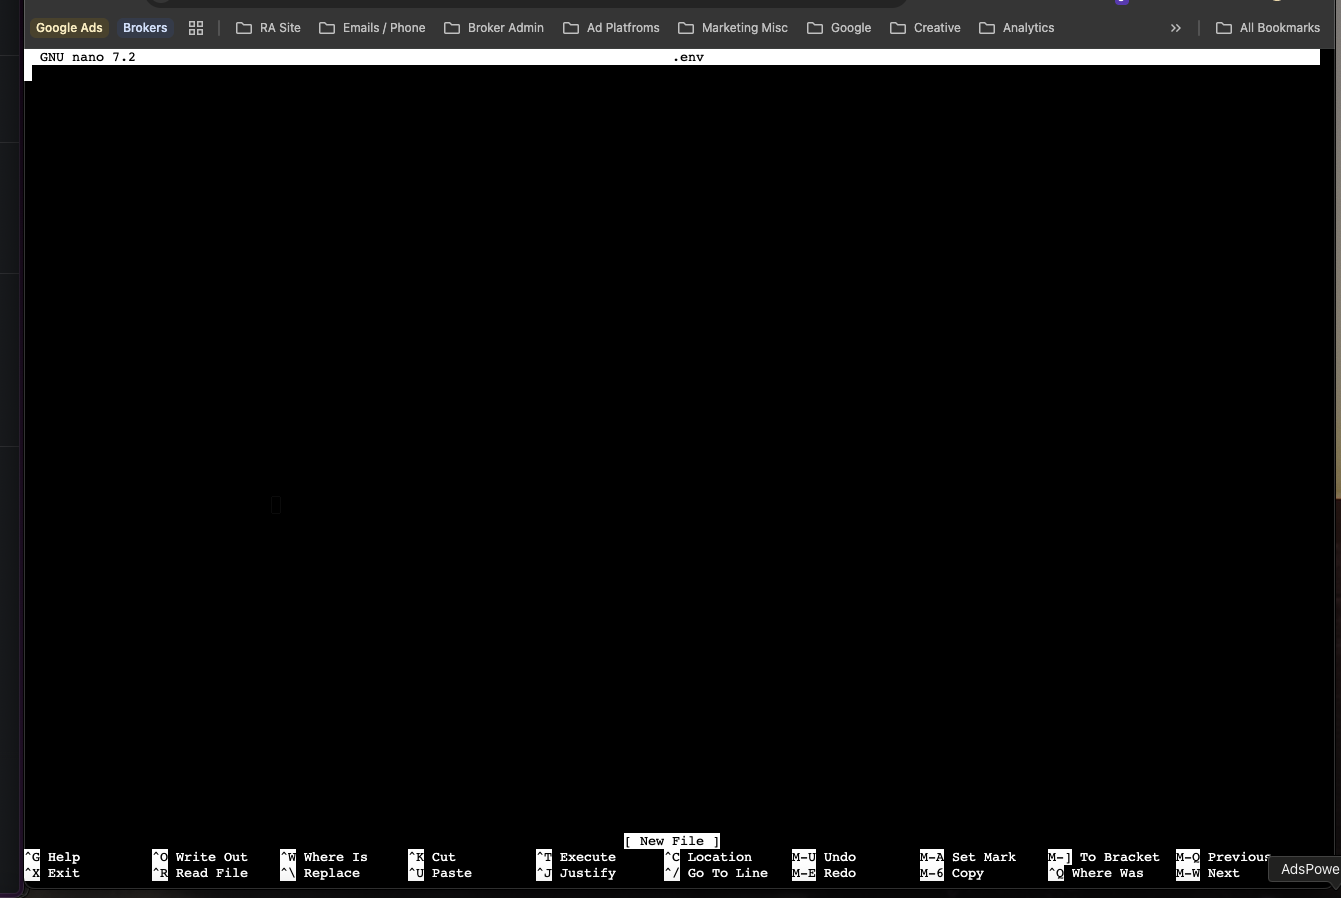 Google Ads Brokers RA Site Emails / Phone Broker Admin Ad Platfroms Marketing Misc Google Creative Analytics » All Bookmarks
GNU nano 7.2 .env
[ New File ]
^G Help ^O Write Out ^W Where Is ^K Cut ^T Execute ^C Location M-U Undo M-A Set Mark M-] To Bracket M-Q Previous
^X Exit ^R Read File ^\ Replace ^U Paste ^J Justify ^/ Go To Line M-E Redo M-6 Copy ^Q Where Was M-W Next
AdsPowe